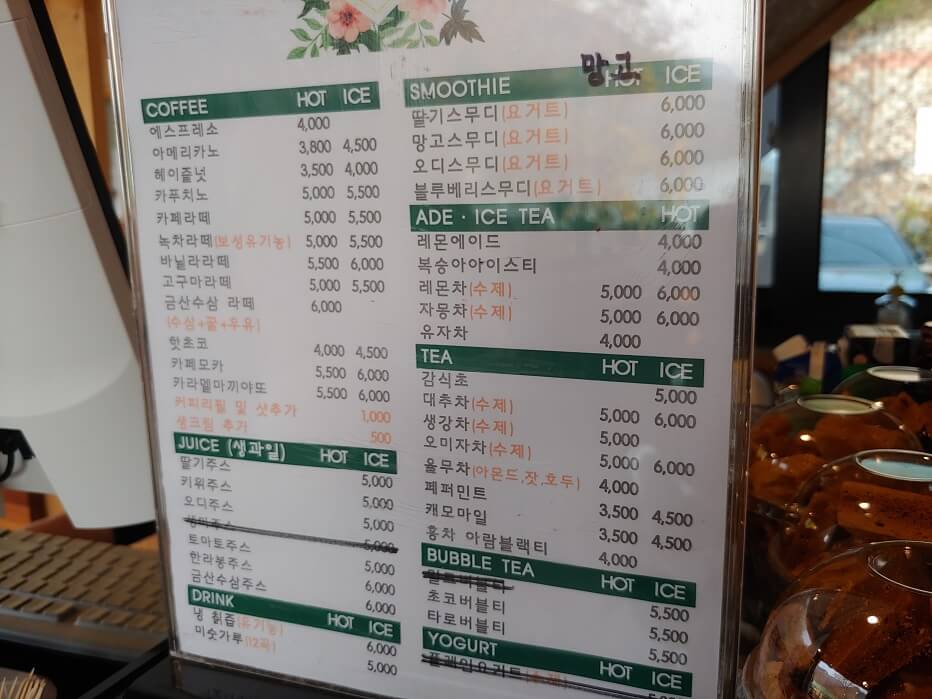 COFFEE HOT ICE
에스프레소 4,000
아메리카노 3,800 4,500
헤이즐넛 3,500 4,000
카푸치노 5,000 5,500
카페라떼 5,000 5,500
녹차라떼(보성유기농) 5,000 5,500
바닐라라떼 5,500 6,000
고구마라떼 5,000 5,500
금산수삼 라떼 6,000
(수삼+꿀+우유)
핫초코 4,000 4,500
카페모카 5,500 6,000
카라멜마끼야또 5,500 6,000
커피리필 및 샷추가 1,000
생크림 추가 500
JUICE (생과일) HOT ICE
딸기주스 5,000
키위주스 5,000
오디주스 5,000
5,000
토마토주스 5,000
한라봉주스 6,000
금산수삼주스 6,000
DRINK HOT ICE
냉 칡즙(유기농) 6,000
미숫가루(12곡) 5,000
망고
SMOOTHIE HOT ICE
딸기스무디(요거트) 6,000
망고스무디(요거트) 6,000
오디스무디(요거트) 6,000
블루베리스무디(요거트) 6,000
ADE · ICE TEA HOT
레몬에이드 4,000
복숭아아이스티 4,000
레몬차(수제) 5,000 6,000
자몽차(수제) 5,000 6,000
유자차 4,000
TEA HOT ICE
감식초 5,000
대추차(수제) 5,000 6,000
생강차(수제) 5,000
오미자차(수제) 5,000 6,000
율무차(아몬드,잣,호두) 4,000
페퍼민트 3,500 4,500
캐모마일 3,500 4,500
홍차 아람블랙티 4,000
BUBBLE TEA HOT ICE
5,500
초코버블티 5,500
타로버블티 5,500
YOGURT HOT ICE
플레인요거트